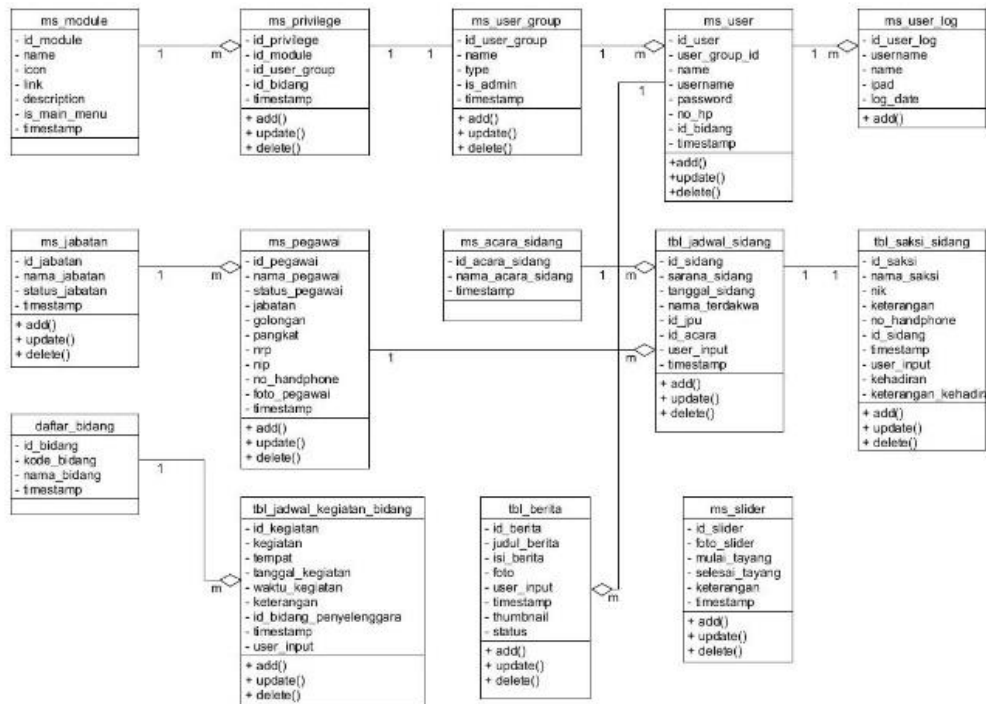 ms_module
- id_module
- name
- icon
- link
- description
- is_main_menu
- timestamp
1
m
ms_privilege
- id_privilege
- id_module
- id_user_group
- id_bidang
- timestamp
+ add()
+ update()
+ delete()
1
1
ms_user_group
- id_user_group
- name
- type
- is_admin
- timestamp
+ add()
+ update()
+ delete()
1
m
ms_user
- id_user
- user_group_id
- name
- username
- password
- no_hp
- id_bidang
- timestamp
+add()
+update()
+delete()
1
1
m
ms_user_log
- id_user_log
- username
- name
- ipad
- log_date
+ add()
ms_jabatan
- id_jabatan
- nama_jabatan
- status_jabatan
- timestamp
+ add()
+ update()
+ delete()
1
m
ms_pegawai
- id_pegawai
- nama_pegawai
- status_pegawai
- jabatan
- golongan
- pangkat
- nrp
- nip
- no_handphone
- foto_pegawai
- timestamp
+ add()
+ update()
+ delete()
1
m
ms_acara_sidang
- id_acara_sidang
- nama_acara_sidang
- timestamp
1
m
tbl_jadwal_sidang
- id_sidang
- sarana_sidang
- tanggal_sidang
- nama_terdakwa
- id_jpu
- id_acara
- user_input
- timestamp
+ add()
+ update()
+ delete()
1
1
tbl_saksi_sidang
- id_saksi
- nama_saksi
- nik
- keterangan
- no_handphone
- id_sidang
- timestamp
- user_input
- kehadiran
- keterangan_kehadira
+ add()
+ update()
+ delete()
daftar_bidang
- id_bidang
- kode_bidang
- nama_bidang
- timestamp
1
m
tbl_jadwal_kegiatan_bidang
- id_kegiatan
- kegiatan
- tempat
- tanggal_kegiatan
- waktu_kegiatan
- keterangan
- id_bidang_penyelenggara
- timestamp
- user_input
+ add()
+ update()
+ delete()
tbl_berita
- id_berita
- judul_berita
- isi_berita
- foto
- user_input
- timestamp
- thumbnail
- status
+ add()
+ update()
+ delete()
m
ms_slider
- id_slider
- foto_slider
- mulai_tayang
- selesai_tayang
- keterangan
- timestamp
+ add()
+ update()
+ delete()